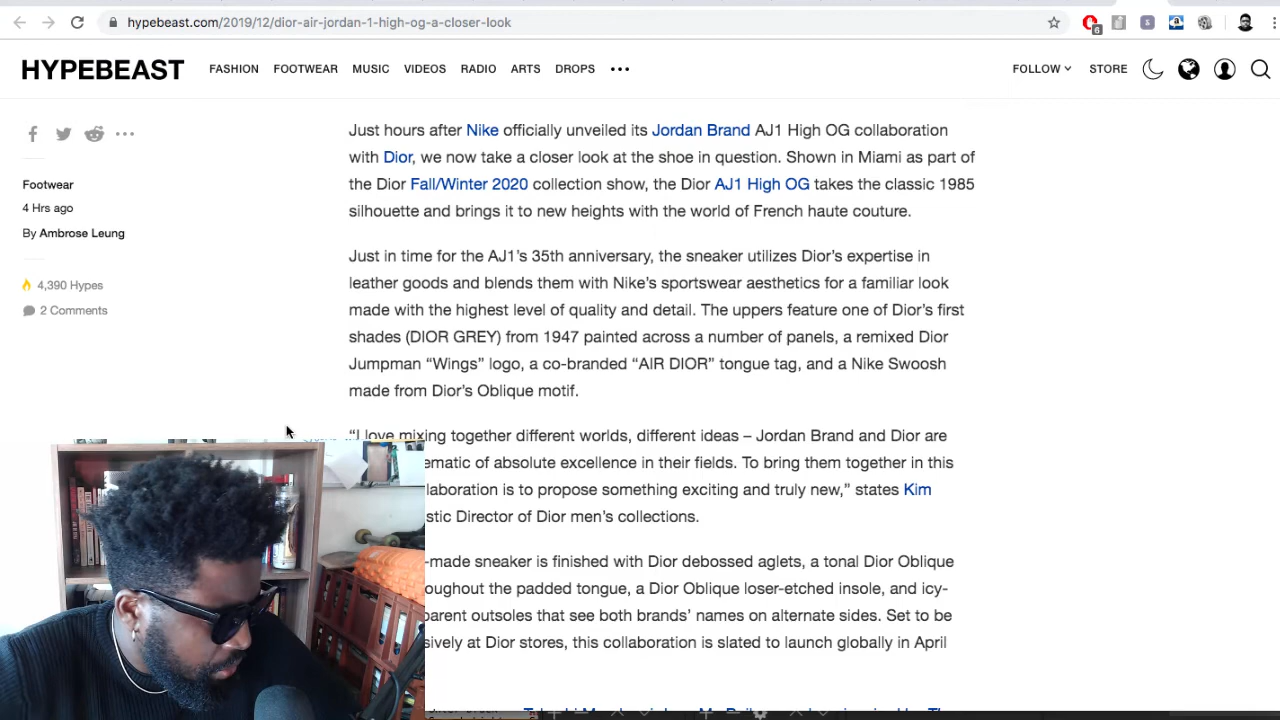 hypebeast.com/2019/12/dior-air-jordan-1-high-og-a-closer-look
6
HYPEBEAST FASHION FOOTWEAR MUSIC VIDEOS RADIO ARTS DROPS FOLLOW STORE
Footwear
4 Hrs ago
By Ambrose Leung
4,390 Hypes
2 Comments
Just hours after Nike officially unveiled its Jordan Brand AJ1 High OG collaboration
with Dior, we now take a closer look at the shoe in question. Shown in Miami as part of
the Dior Fall/Winter 2020 collection show, the Dior AJ1 High OG takes the classic 1985
silhouette and brings it to new heights with the world of French haute couture.
Just in time for the AJ1’s 35th anniversary, the sneaker utilizes Dior’s expertise in
leather goods and blends them with Nike’s sportswear aesthetics for a familiar look
made with the highest level of quality and detail. The uppers feature one of Dior’s first
shades (DIOR GREY) from 1947 painted across a number of panels, a remixed Dior
Jumpman “Wings” logo, a co-branded “AIR DIOR” tongue tag, and a Nike Swoosh
made from Dior’s Oblique motif.
“I love mixing together different worlds, different ideas – Jordan Brand and Dior are
ematic of absolute excellence in their fields. To bring them together in this
laboration is to propose something exciting and truly new,” states Kim
stic Director of Dior men’s collections.
-made sneaker is finished with Dior debossed aglets, a tonal Dior Oblique
oughout the padded tongue, a Dior Oblique loser-etched insole, and icy-
parent outsoles that see both brands’ names on alternate sides. Set to be
sively at Dior stores, this collaboration is slated to launch globally in April